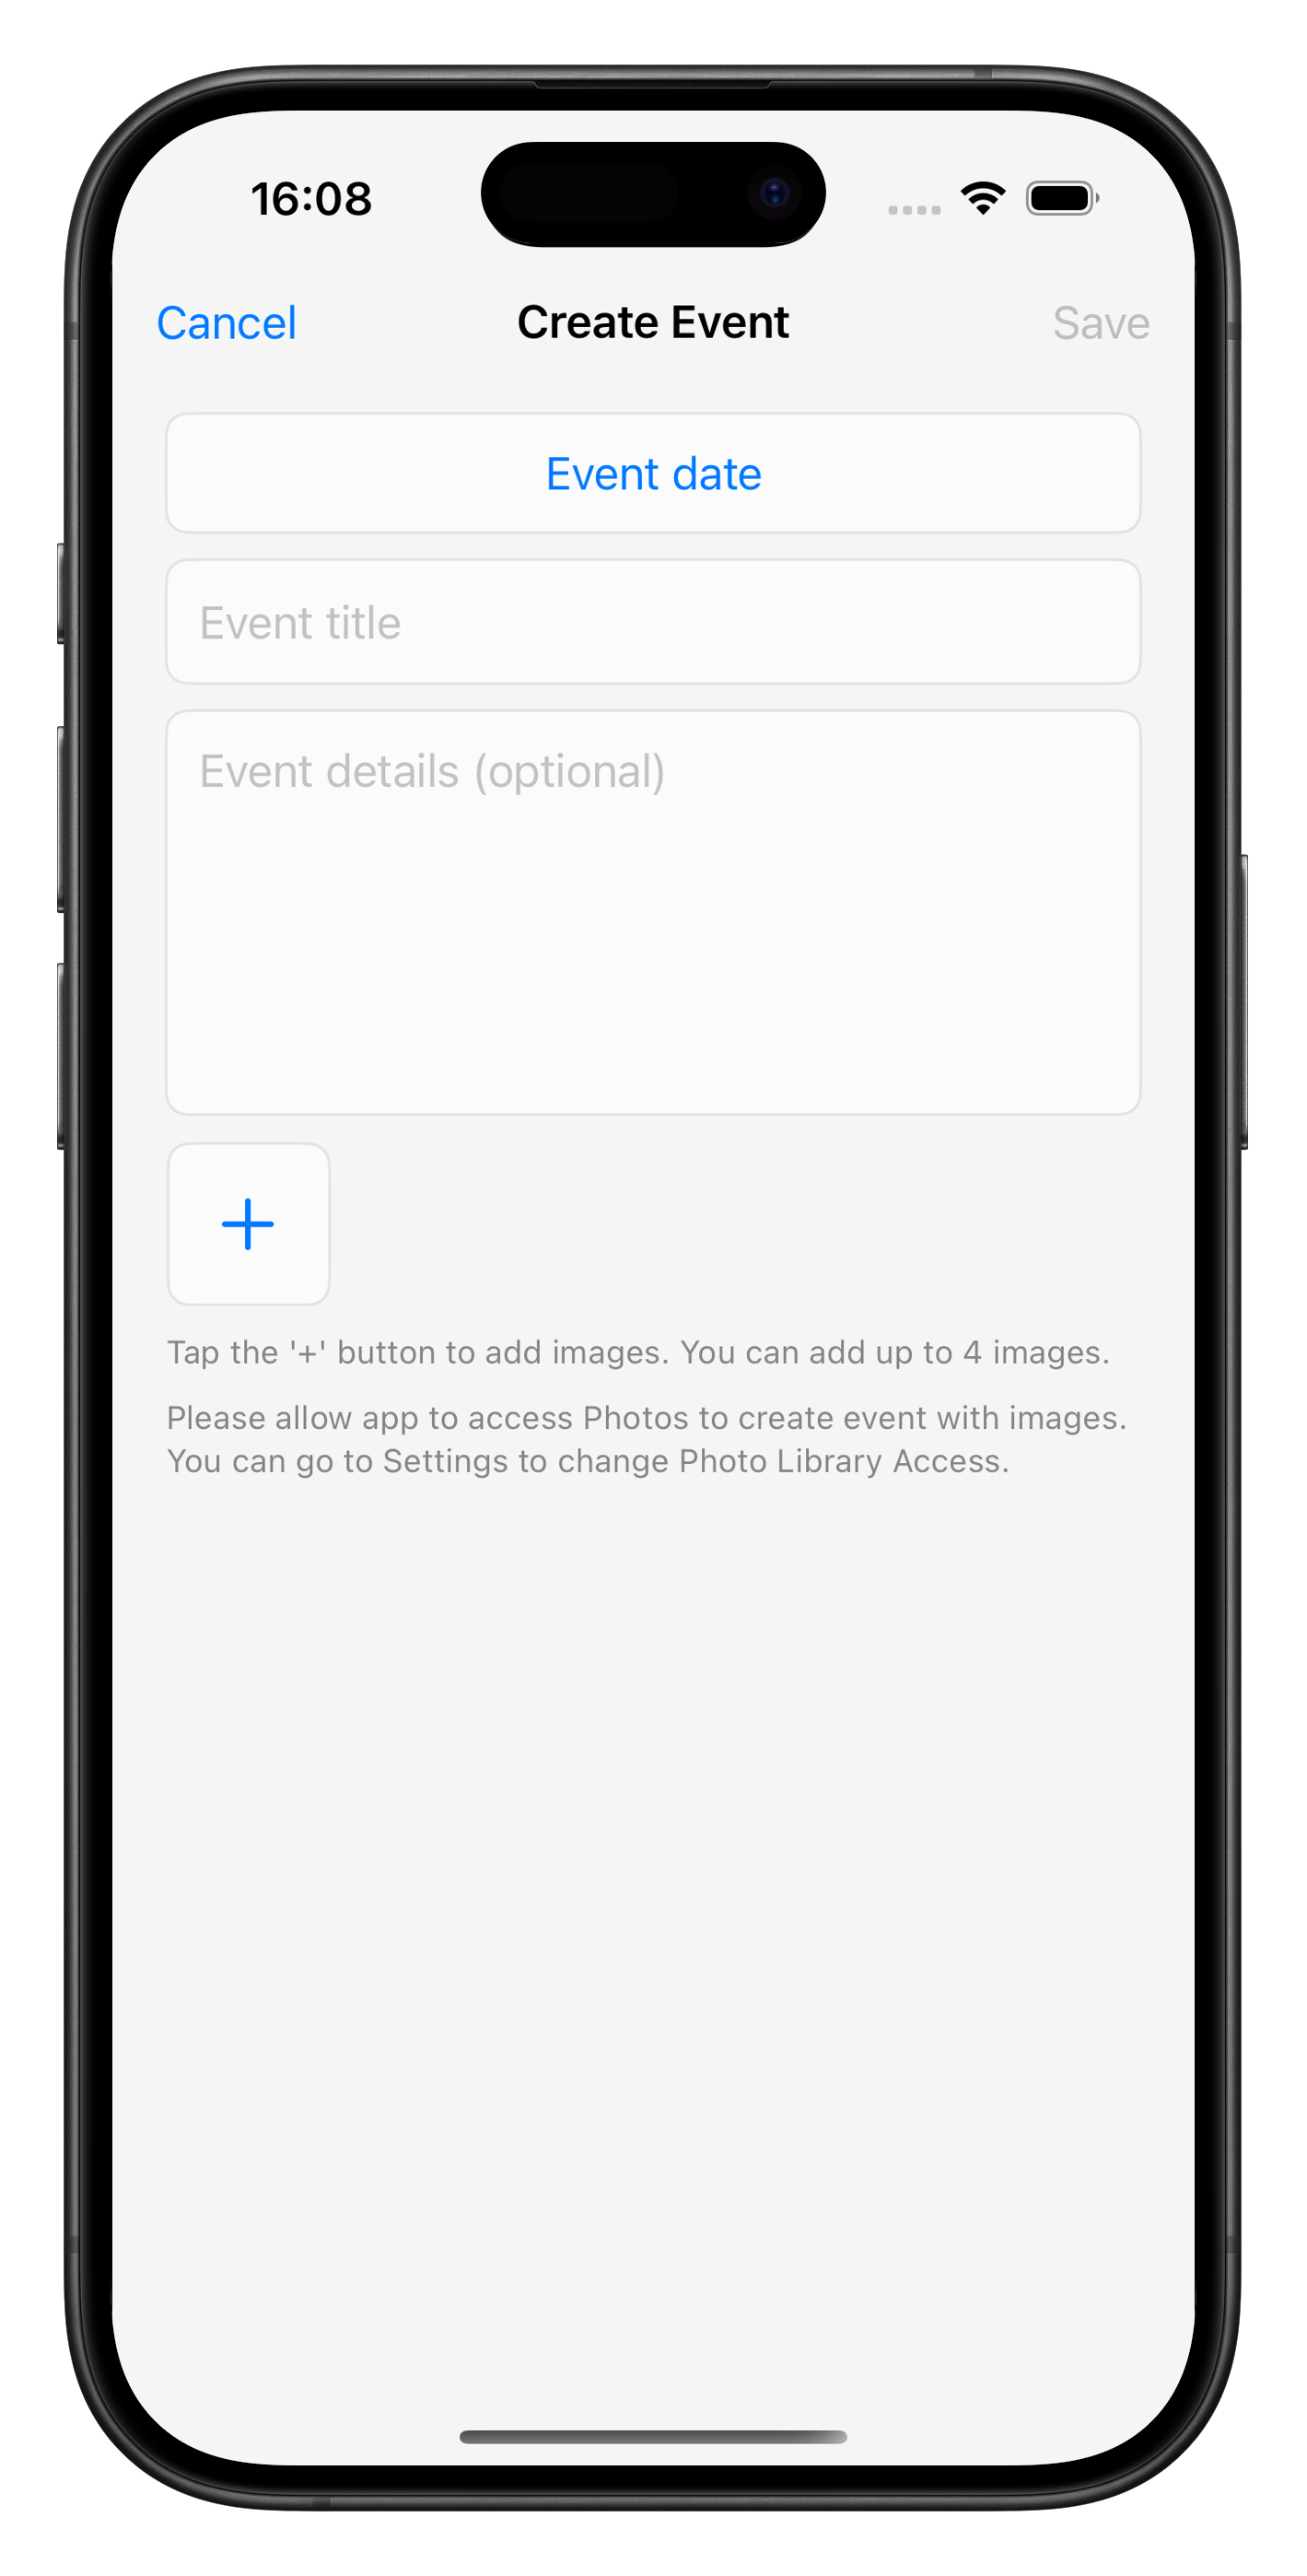 16:08
Cancel Create Event Save
Event date
Event title
Event details (optional)
Tap the '+' button to add images. You can add up to 4 images.
Please allow app to access Photos to create event with images.
You can go to Settings to change Photo Library Access.